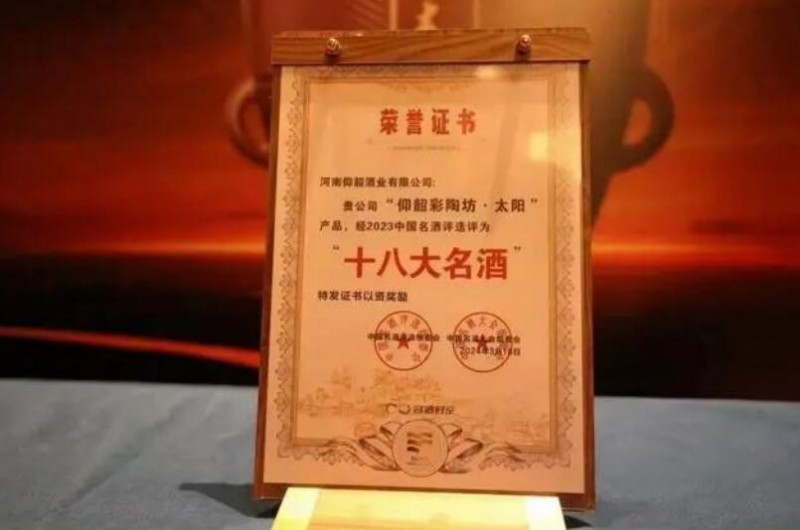 荣誉证书
河南仰韶酒业有限公司:
贵公司“仰韶彩陶坊·太阳”
产品，经2023中国名酒评选评为
“十八大名酒”
特发证书以资奖励